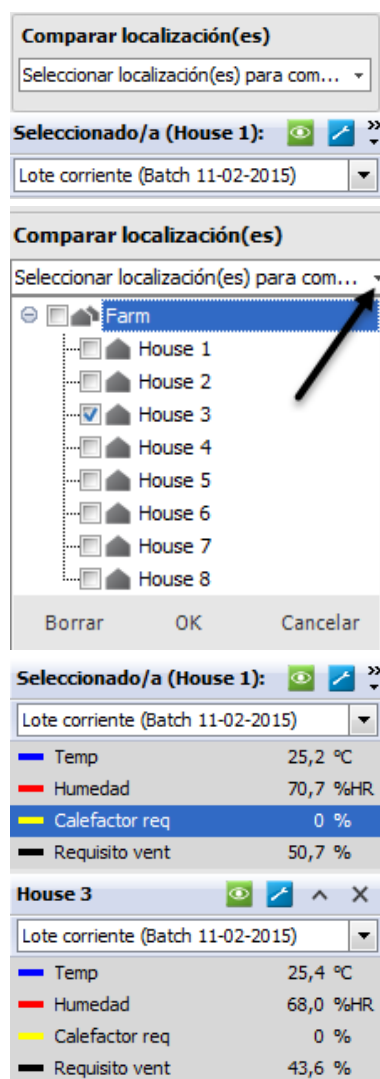 Comparar localización(es)
Seleccionar localización(es) para com...
Seleccionado/a (House 1):
Lote corriente (Batch 11-02-2015)
Comparar localización(es)
Seleccionar localización(es) para com...
Farm
House 1
House 2
House 3
House 4
House 5
House 6
House 7
House 8
Borrar OK Cancelar
Seleccionado/a (House 1):
Lote corriente (Batch 11-02-2015)
Temp 25,2 ºC
Humedad 70,7 %HR
Calefactor req 0 %
Requisito vent 50,7 %
House 3
Lote corriente (Batch 11-02-2015)
Temp 25,4 ºC
Humedad 68,0 %HR
Calefactor req 0 %
Requisito vent 43,6 %